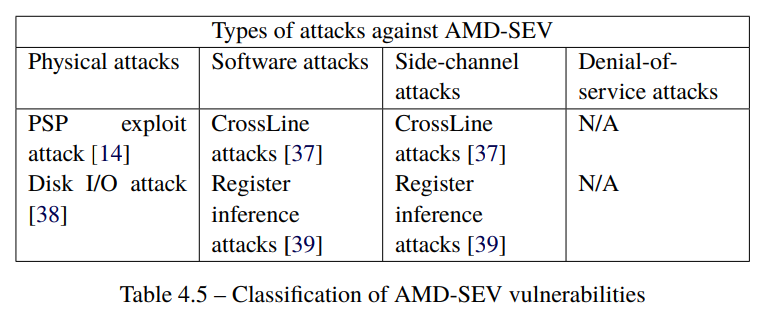 Types of attacks against AMD-SEV
Physical attacks
Software attacks
Side-channel
attacks
Denial-of-
service attacks
PSP exploit
attack [14]
CrossLine
attacks [37]
CrossLine
attacks [37]
N/A
Disk I/O attack
[38]
Register
inference
attacks [39]
Register
inference
attacks [39]
N/A
Table 4.5 – Classification of AMD-SEV vulnerabilities